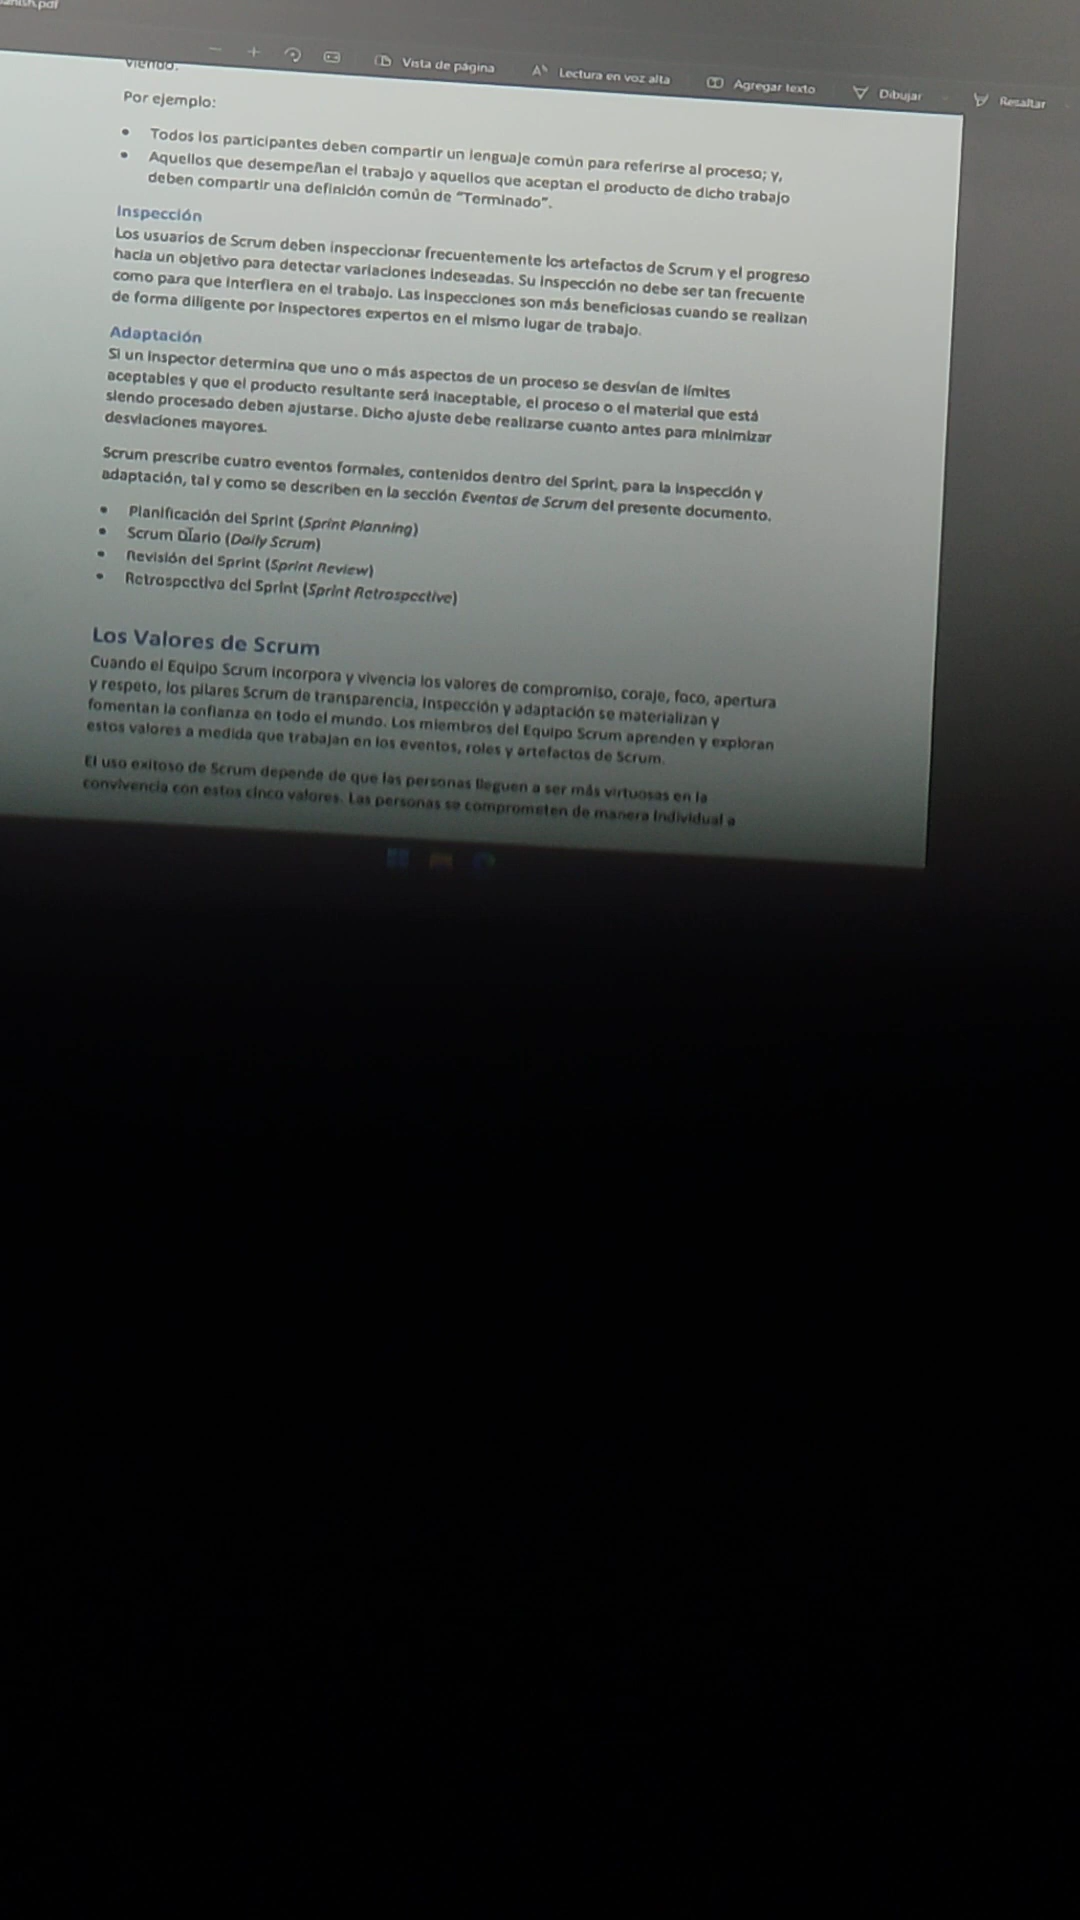 Vista de página
Lectura en voz alta
Agregar texto
Dibujar
Resaltar
viendo.
Por ejemplo:
• Todos los participantes deben compartir un lenguaje común para referirse al proceso; y,
• Aquellos que desempeñan el trabajo y aquellos que aceptan el producto de dicho trabajo
deben compartir una definición común de “Terminado”.
Inspección
Los usuarios de Scrum deben inspeccionar frecuentemente los artefactos de Scrum y el progreso
hacia un objetivo para detectar variaciones indeseadas. Su inspección no debe ser tan frecuente
como para que interfiera en el trabajo. Las inspecciones son más beneficiosas cuando se realizan
de forma diligente por inspectores expertos en el mismo lugar de trabajo.
Adaptación
Si un inspector determina que uno o más aspectos de un proceso se desvían de límites
aceptables y que el producto resultante será inaceptable, el proceso o el material que está
siendo procesado deben ajustarse. Dicho ajuste debe realizarse cuanto antes para minimizar
desviaciones mayores.
Scrum prescribe cuatro eventos formales, contenidos dentro del Sprint, para la inspección y
adaptación, tal y como se describen en la sección Eventos de Scrum del presente documento.
• Planificación del Sprint (Sprint Planning)
• Scrum Diario (Daily Scrum)
• Revisión del Sprint (Sprint Review)
• Retrospectiva del Sprint (Sprint Retrospective)
Los Valores de Scrum
Cuando el Equipo Scrum incorpora y vivencia los valores de compromiso, coraje, foco, apertura
y respeto, los pilares Scrum de transparencia, inspección y adaptación se materializan y
fomentan la confianza en todo el mundo. Los miembros del Equipo Scrum aprenden y exploran
estos valores a medida que trabajan en los eventos, roles y artefactos de Scrum.
El uso exitoso de Scrum depende de que las personas lleguen a ser más virtuosas en la
convivencia con estos cinco valores. Las personas se comprometen de manera individual a